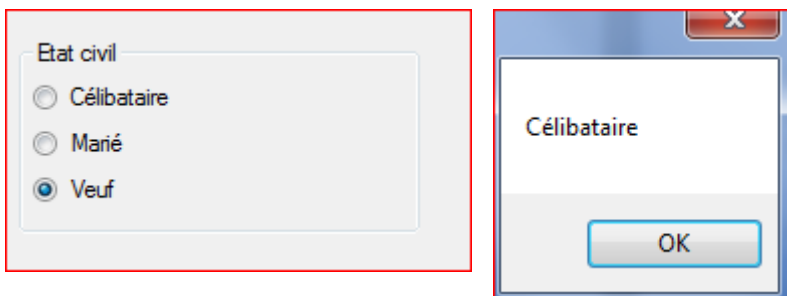 Etat civil
Célibataire
Marié
Veuf
Célibataire
OK